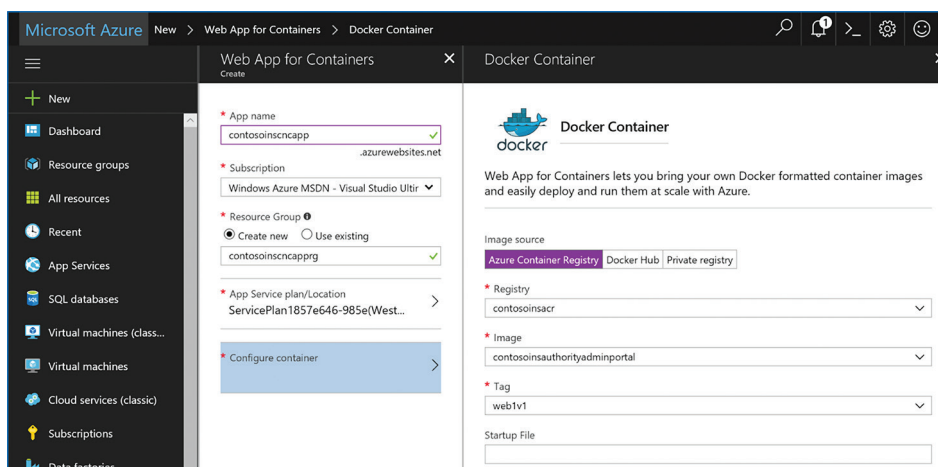 Microsoft Azure New > Web App for Containers > Docker Container
1
New
Dashboard
Resource groups
All resources
Recent
App Services
SQL databases
Virtual machines (classi...
Virtual machines
Cloud services (classic)
Subscriptions
Data factories
Web App for Containers
Create
* App name
contosoinscncapp
.azurewebsites.net
* Subscription
Windows Azure MSDN - Visual Studio Ultir
* Resource Group
Create new Use existing
contosoinscncapprg
* App Service plan/Location
ServicePlan1857e646-985e(West...
* Configure container
Docker Container
docker
Docker Container
Web App for Containers lets you bring your own Docker formatted container images
and easily deploy and run them at scale with Azure.
Image source
Azure Container Registry Docker Hub Private registry
* Registry
contosoinsacr
* Image
contosoinsauthorityadminportal
* Tag
web1v1
Startup File